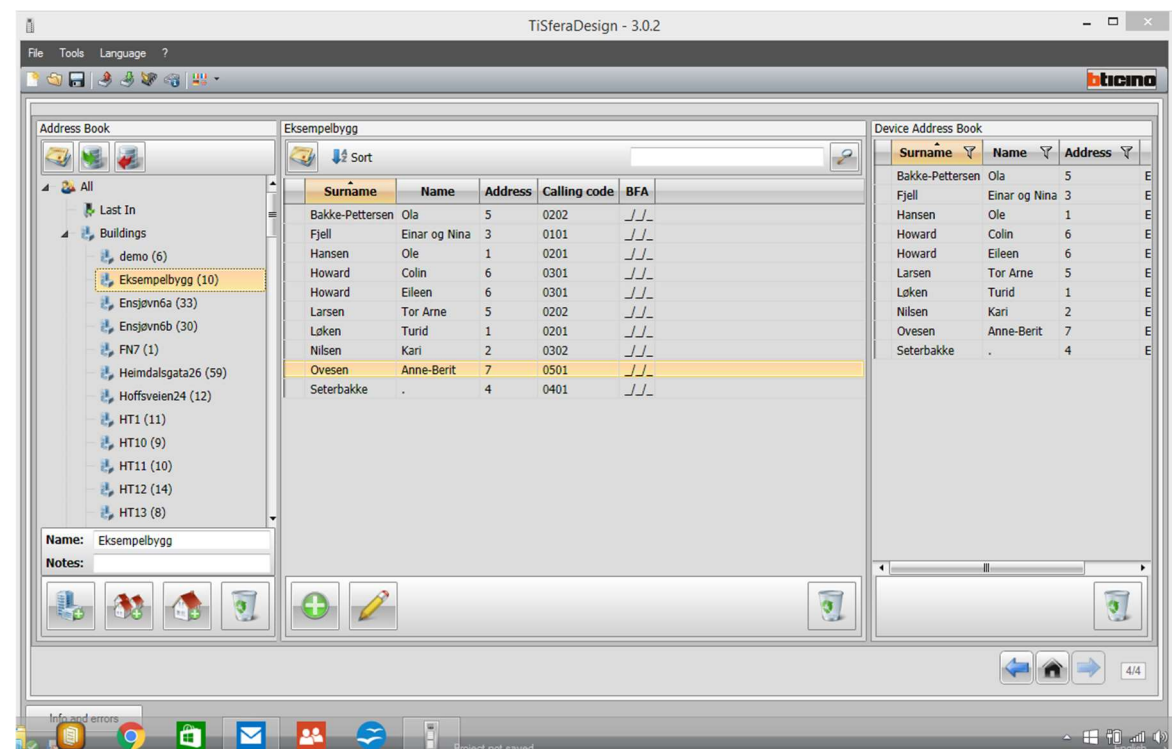 TiSferaDesign - 3.0.2
File Tools Language ?
bticino
Address Book
All
Last In
Buildings
demo (6)
Eksempelbygg (10)
Ensjøvn6a (33)
Ensjøvn6b (30)
FN7 (1)
Heimdalsgata26 (59)
Hoffsveien24 (12)
HT1 (11)
HT10 (9)
HT11 (10)
HT12 (14)
HT13 (8)
Name: Eksempelbygg
Notes:
Eksempelbygg
Sort
Surname Name Address Calling code BFA
Bakke-Pettersen Ola 5 0202 _/_/_
Fjell Einar og Nina 3 0101 _/_/_
Hansen Ole 1 0201 _/_/_
Howard Colin 6 0301 _/_/_
Howard Eileen 6 0301 _/_/_
Larsen Tor Arne 5 0202 _/_/_
Løken Turid 1 0201 _/_/_
Nilsen Kari 2 0302 _/_/_
Ovesen Anne-Berit 7 0501 _/_/_
Seterbakke . 4 0401 _/_/_
Device Address Book
Surname Name Address
Bakke-Pettersen Ola 5 E
Fjell Einar og Nina 3 E
Hansen Ole 1 E
Howard Colin 6 E
Howard Eileen 6 E
Larsen Tor Arne 5 E
Løken Turid 1 E
Nilsen Kari 2 E
Ovesen Anne-Berit 7 E
Seterbakke . 4 E
4/4
Info and errors
Project not saved
English